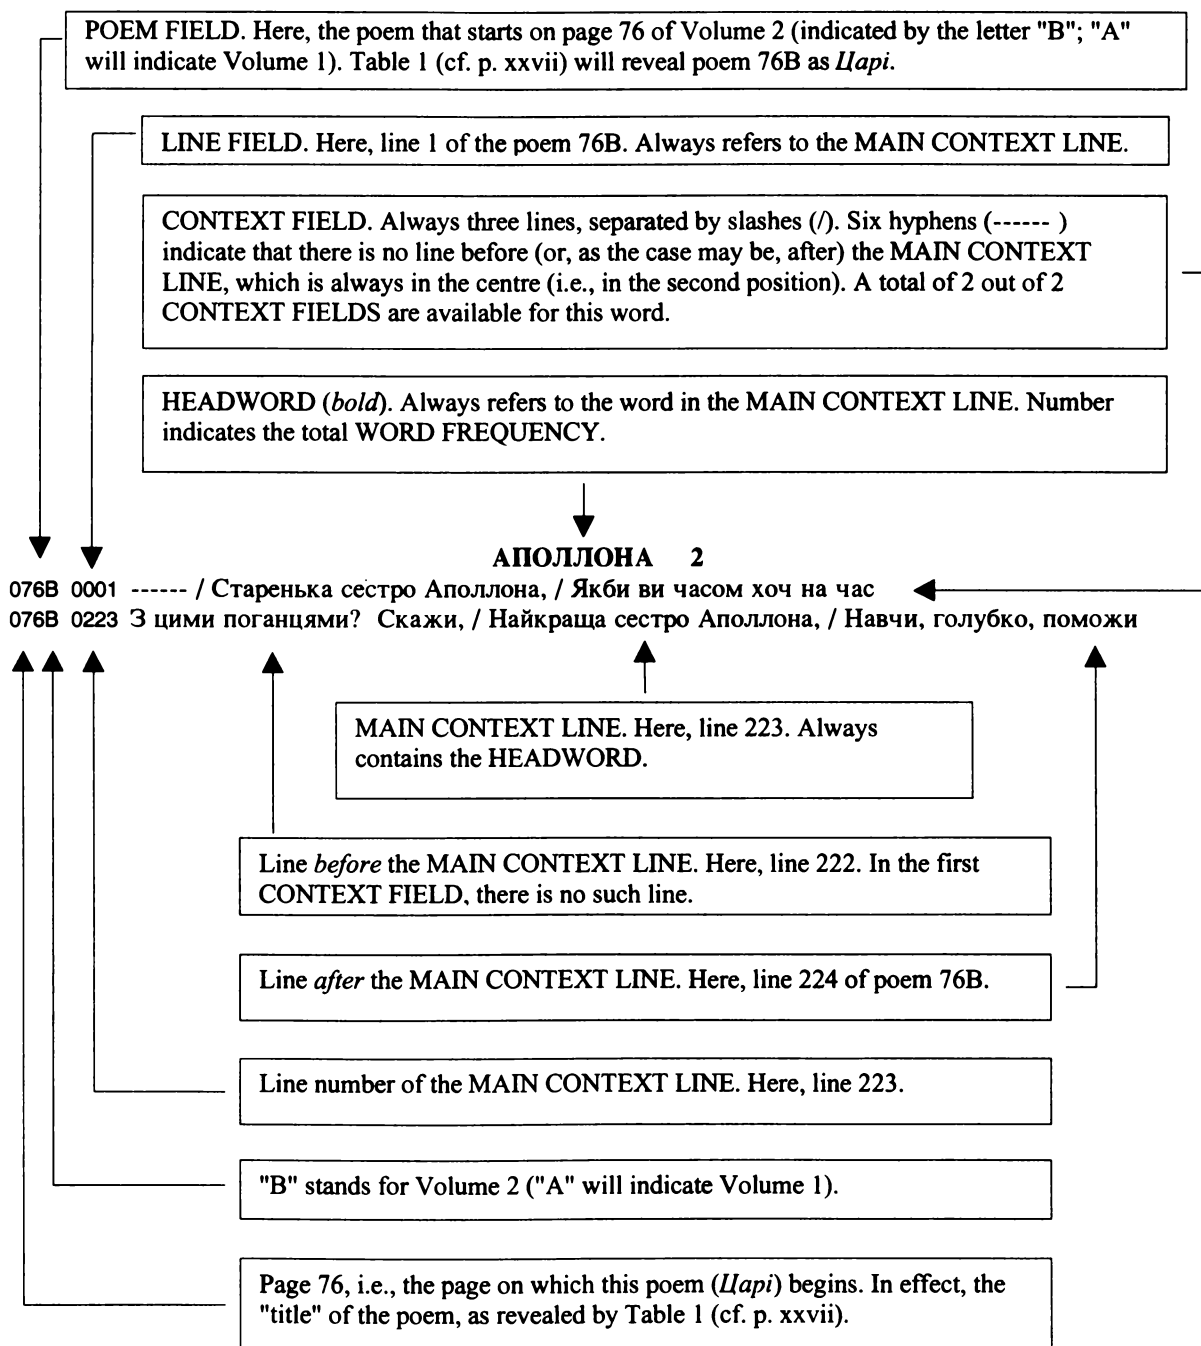 POEM FIELD. Here, the poem that starts on page 76 of Volume 2 (indicated by the letter "B"; "A"
will indicate Volume 1). Table 1 (cf. p. xxvii) will reveal poem 76B as Царі.
LINE FIELD. Here, line 1 of the poem 76B. Always refers to the MAIN CONTEXT LINE.
CONTEXT FIELD. Always three lines, separated by slashes (/). Six hyphens (------ )
indicate that there is no line before (or, as the case may be, after) the MAIN CONTEXT
LINE, which is always in the centre (i.e., in the second position). A total of 2 out of 2
CONTEXT FIELDS are available for this word.
HEADWORD (bold). Always refers to the word in the MAIN CONTEXT LINE. Number
indicates the total WORD FREQUENCY.
АПОЛЛОНА 2
076B 0001 ------ / Старенька сестро Аполлона, / Якби ви часом хоч на час
076B 0223 З цими поганцями? Скажи, / Найкраща сестро Аполлона, / Навчи, голубко, поможи
MAIN CONTEXT LINE. Here, line 223. Always
contains the HEADWORD.
Line before the MAIN CONTEXT LINE. Here, line 222. In the first
CONTEXT FIELD, there is no such line.
Line after the MAIN CONTEXT LINE. Here, line 224 of poem 76B.
Line number of the MAIN CONTEXT LINE. Here, line 223.
"B" stands for Volume 2 ("A" will indicate Volume 1).
Page 76, i.e., the page on which this poem (Царі) begins. In effect, the
"title" of the poem, as revealed by Table 1 (cf. p. xxvii).